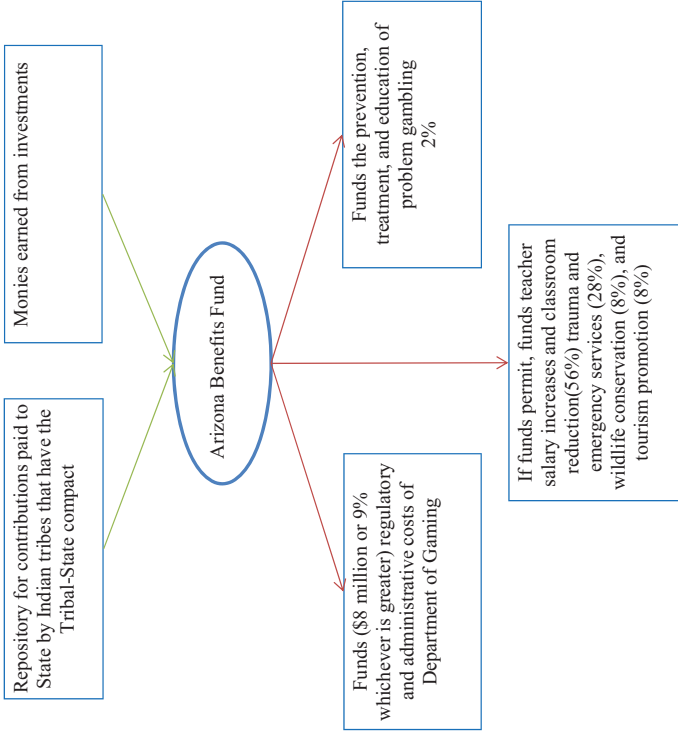 Repository for contributions paid to
State by Indian tribes that have the
Tribal-State compact
Monies earned from investments
Arizona Benefits Fund
Funds ($8 million or 9%
whichever is greater) regulatory
and administrative costs of
Department of Gaming
If funds permit, funds teacher
salary increases and classroom
reduction(56%) trauma and
emergency services (28%),
wildlife conservation (8%), and
tourism promotion (8%)
Funds the prevention,
treatment, and education of
problem gambling
2%